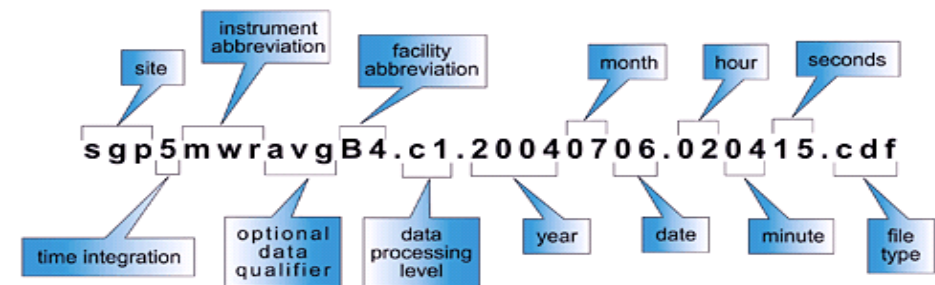 instrument
abbreviation
site
facility
abbreviation
month
hour
seconds
sgp5mwravgB4.c1.20040706.020415.cdf
time integration
optional
data
qualifier
data
processing
level
year
date
minute
file
type